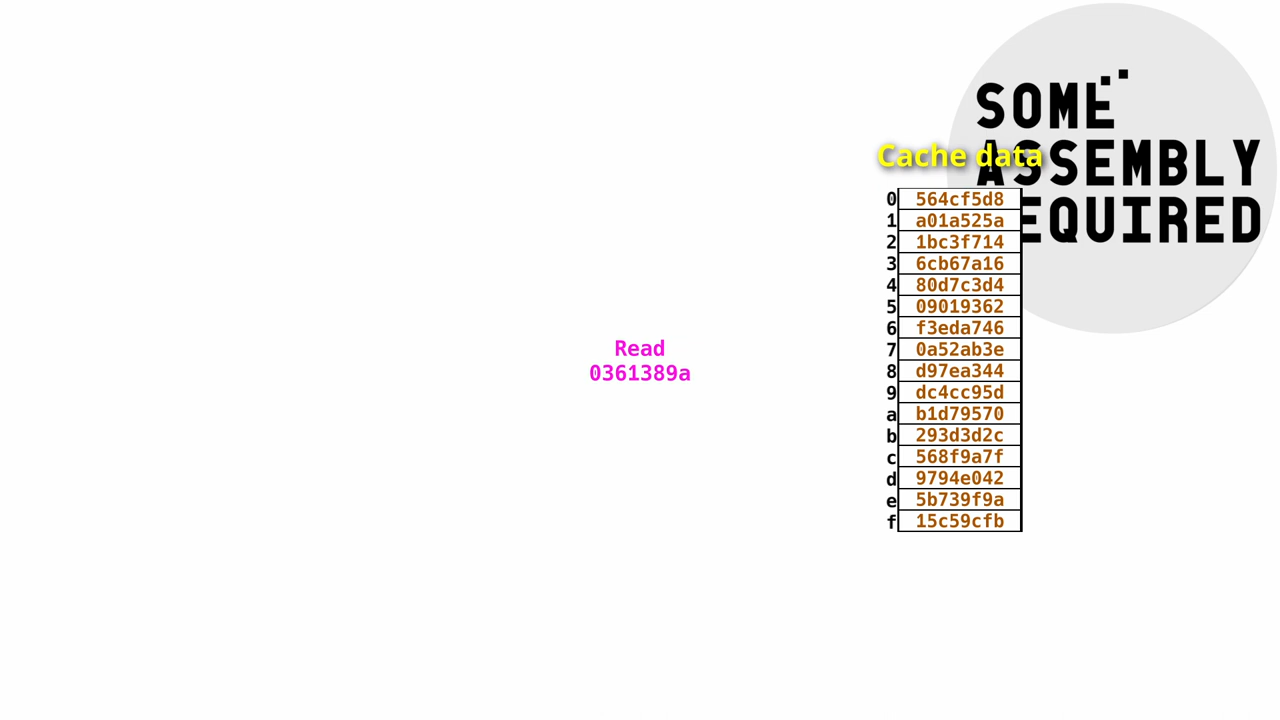 SOME
ASSEMBLY
EQUIRED
Cache data
0 564cf5d8
1 a01a525a
2 1bc3f714
3 6cb67a16
4 80d7c3d4
5 09019362
6 f3eda746
7 0a52ab3e
8 d97ea344
9 dc4cc95d
a b1d79570
b 293d3d2c
c 568f9a7f
d 9794e042
e 5b739f9a
f 15c59cfb
Read
0361389a